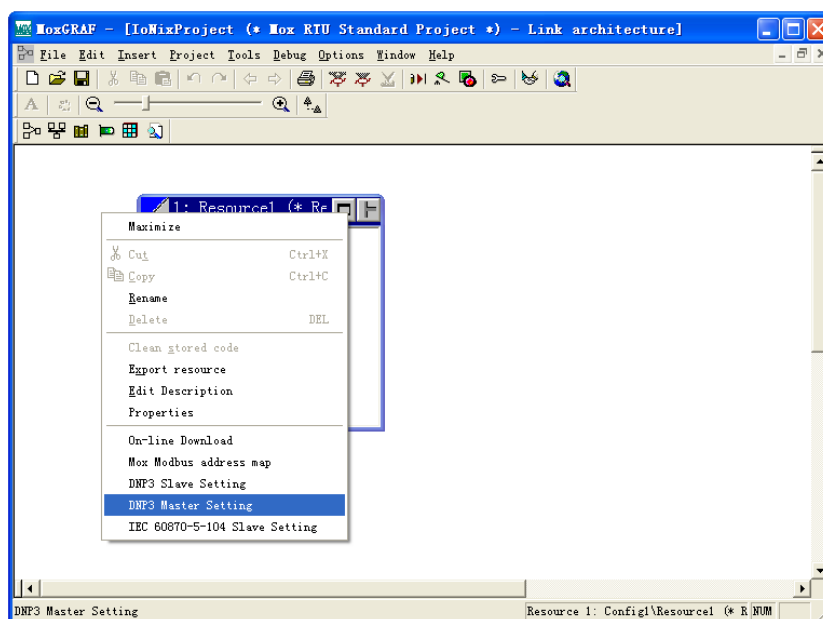 MoxGRAF - [IoNixProject (* Mox RTU Standard Project *) - Link architecture]
File Edit Insert Project Tools Debug Options Window Help
1: Resource1 (* Re
Maximize
Cut Ctrl+X
Copy Ctrl+C
Rename
Delete DEL
Clean stored code
Export resource
Edit Description
Properties
On-line Download
Mox Modbus address map
DNP3 Slave Setting
DNP3 Master Setting
IEC 60870-5-104 Slave Setting
DNP3 Master Setting Resource 1: Config1\Resource1 (* R NUM